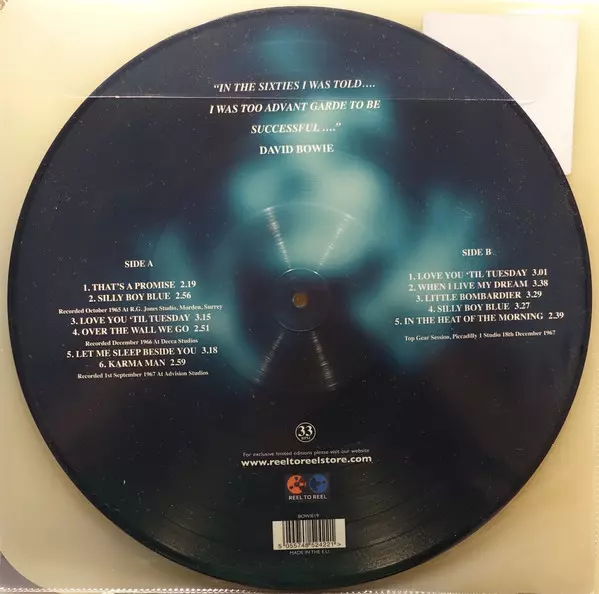 “IN THE SIXTIES I WAS TOLD....
I WAS TOO ADVANT GARDE TO BE
SUCCESSFUL ....”
DAVID BOWIE
SIDE A
1. THAT'S A PROMISE 2.19
2. SILLY BOY BLUE 2.56
Recorded October 1965 At R.G. Jones Studio, Morden, Surrey
3. LOVE YOU 'TIL TUESDAY 3.15
4. OVER THE WALL WE GO 2.51
Recorded December 1966 At Decca Studios
5. LET ME SLEEP BESIDE YOU 3.18
6. KARMA MAN 2.59
Recorded 1st September 1967 At Advision Studios
SIDE B
1. LOVE YOU 'TIL TUESDAY 3.01
2. WHEN I LIVE MY DREAM 3.38
3. LITTLE BOMBARDIER 3.29
4. SILLY BOY BLUE 3.27
5. IN THE HEAT OF THE MORNING 2.39
Top Gear Session, Piccadilly 1 Studio 18th December 1967
33
RPM
For exclusive limited editions please visit our website
www.reeltoreelstore.com
REEL TO REEL
BOWIE19
5 055748 524221 >
MADE IN THE E.U.